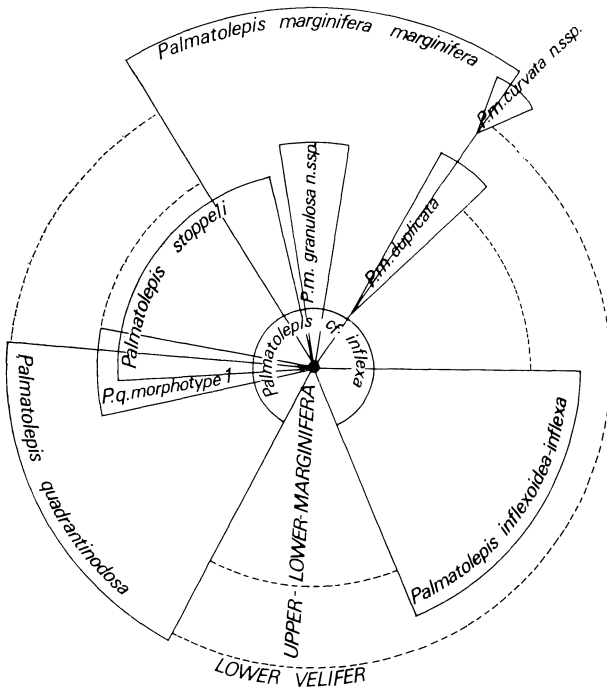 Palmatolepis marginifera marginifera
P.m.curvata n.ssp.
P.m. granulosa n.ssp.
P.m.duplicata
Palmatolepis stoppeli
Palmatolepis cf. inflexa
P.q.morphotype 1
Palmatolepis quadrantinodosa
Palmatolepis inflexoidea-inflexa
UPPER - LOWER-MARGINIFERA
LOWER VELIFER